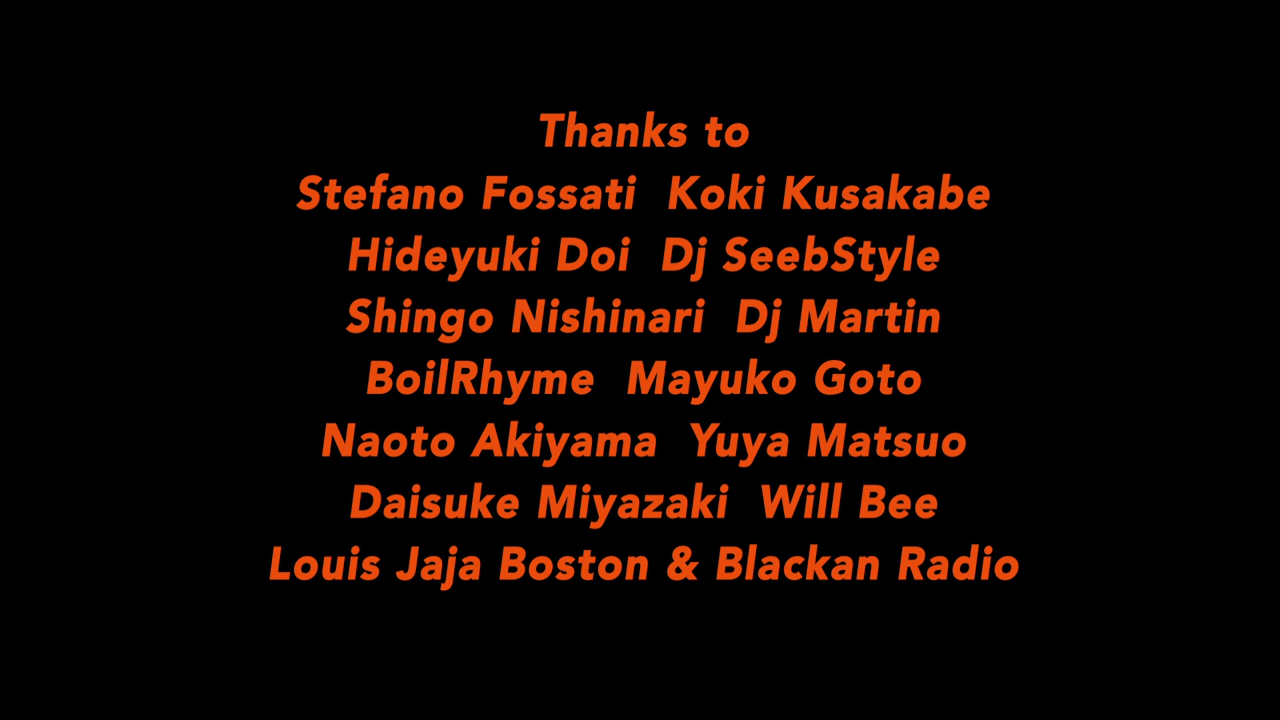 Thanks to
Stefano Fossati  Koki Kusakabe
Hideyuki Doi  Dj SeebStyle
Shingo Nishinari  Dj Martin
BoilRhyme  Mayuko Goto
Naoto Akiyama  Yuya Matsuo
Daisuke Miyazaki  Will Bee
Louis Jaja Boston & Blackan Radio